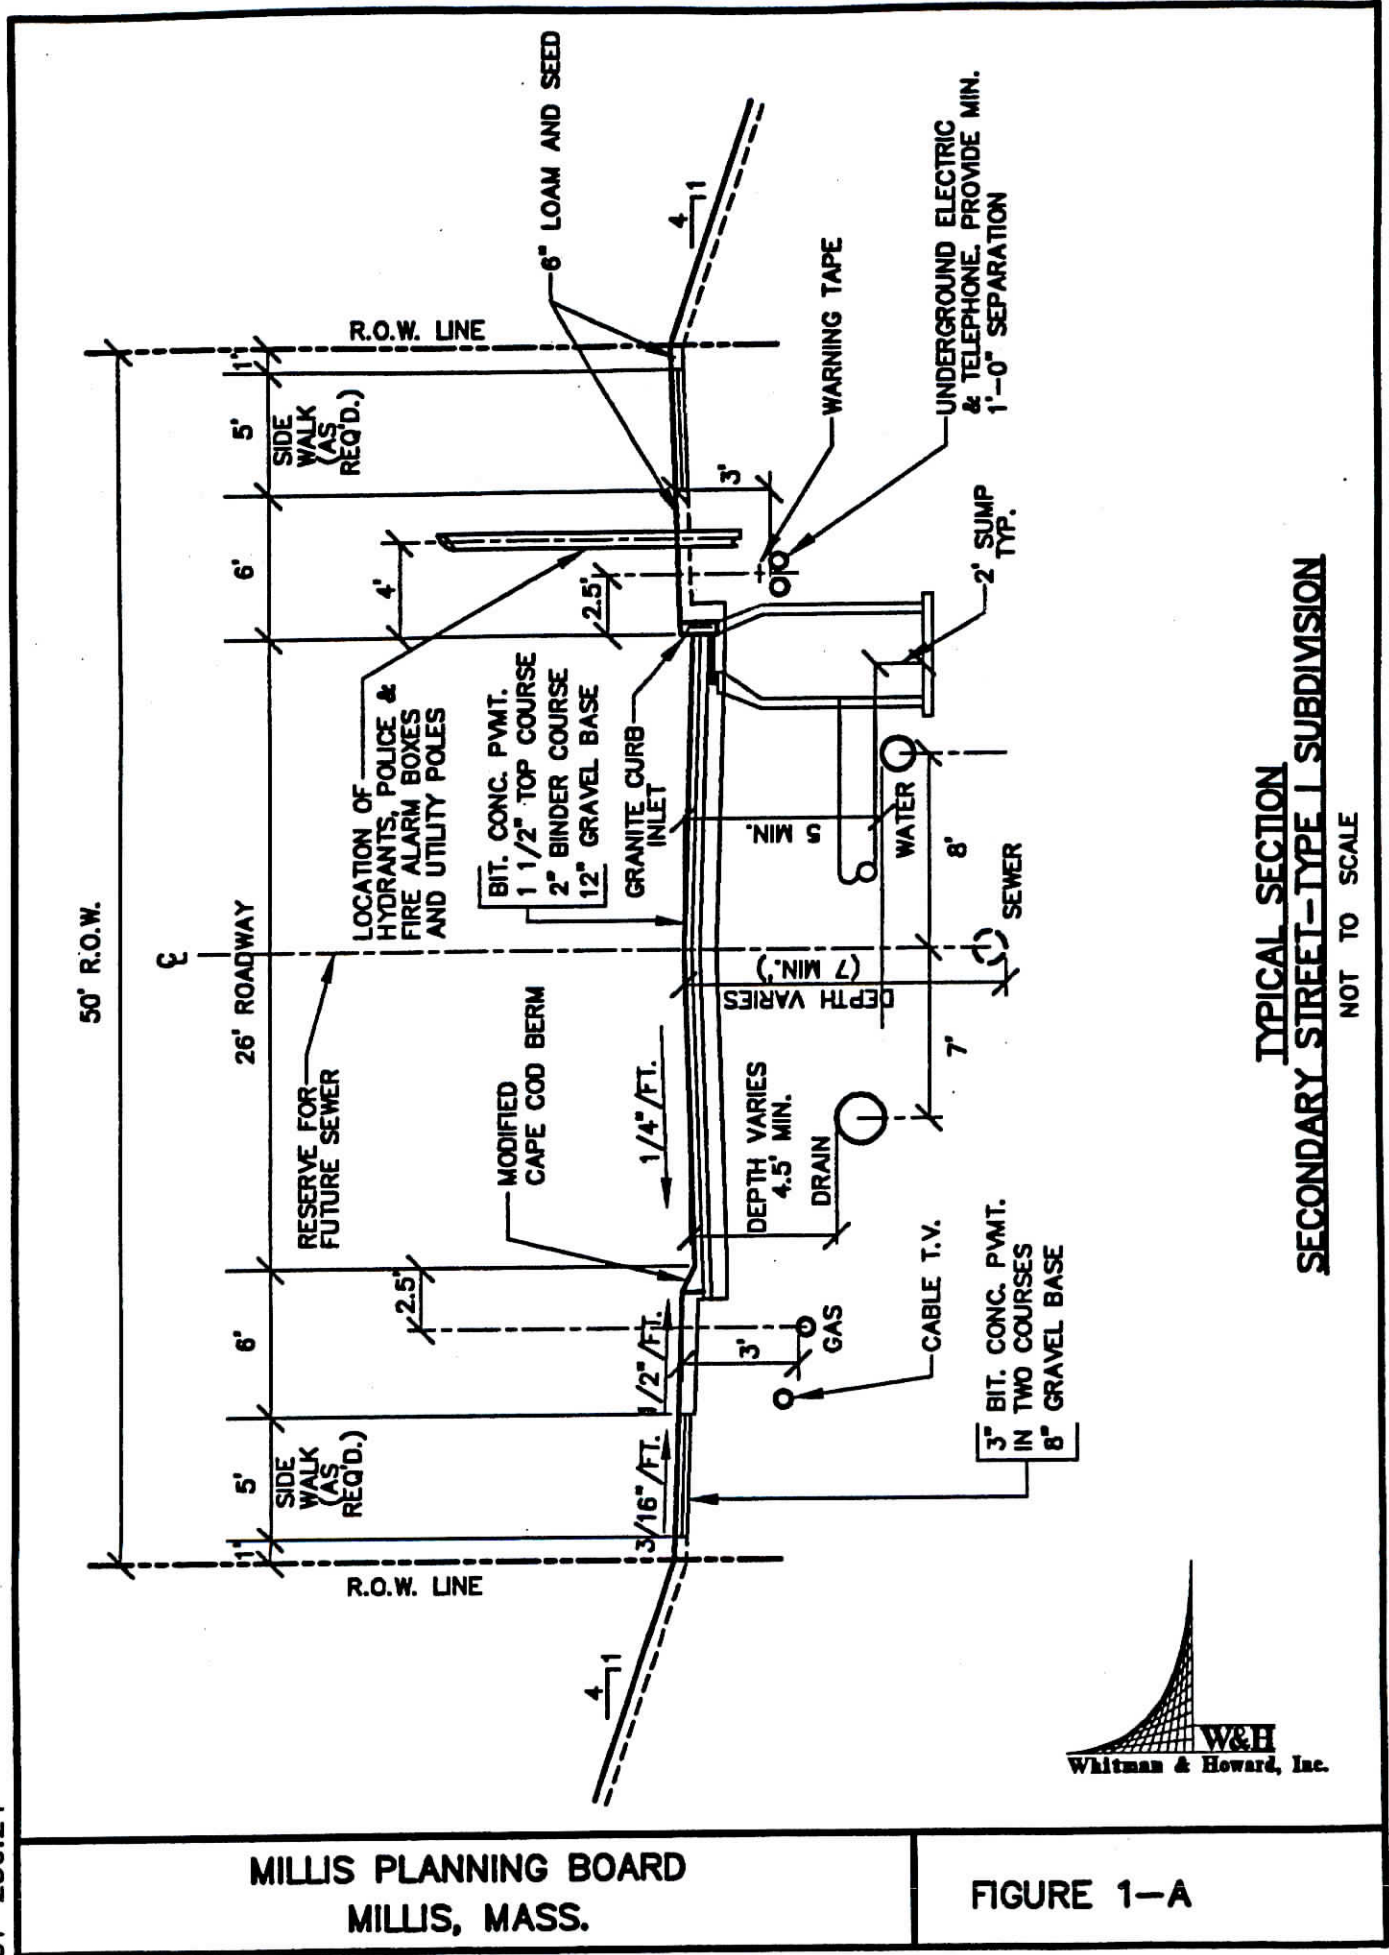 50' R.O.W.
℄
26' ROADWAY
1'
5'
6"
6'
5'
1'
SIDE
WALK
(AS
REQ'D.)
SIDE
WALK
(AS
REQ'D.)
R.O.W. LINE
R.O.W. LINE
RESERVE FOR
FUTURE SEWER
LOCATION OF
HYDRANTS, POLICE &
FIRE ALARM BOXES
AND UTILITY POLES
2.5'
4'
2.5'
MODIFIED
CAPE COD BERM
BIT. CONC. PVMT.
1 1/2" TOP COURSE
2" BINDER COURSE
12" GRAVEL BASE
GRANITE CURB
INLET
6" LOAM AND SEED
4
1
4
1
3/16"/FT.
1/2"/FT.
1/4"/FT.
3'
GAS
CABLE T.V.
DEPTH VARIES
4.5' MIN.
DRAIN
DEPTH VARIES
(7 MIN.')
5 MIN.
WATER
7'
8'
SEWER
3'
WARNING TAPE
UNDERGROUND ELECTRIC
& TELEPHONE. PROVIDE MIN.
1'-0" SEPARATION
2' SUMP
TYP.
3" BIT. CONC. PVMT.
IN TWO COURSES
8" GRAVEL BASE
TYPICAL SECTION
SECONDARY STREET-TYPE I SUBDIVISION
NOT TO SCALE
W&H
Whitman & Howard, Inc.
MILLIS PLANNING BOARD
MILLIS, MASS.
FIGURE 1-A